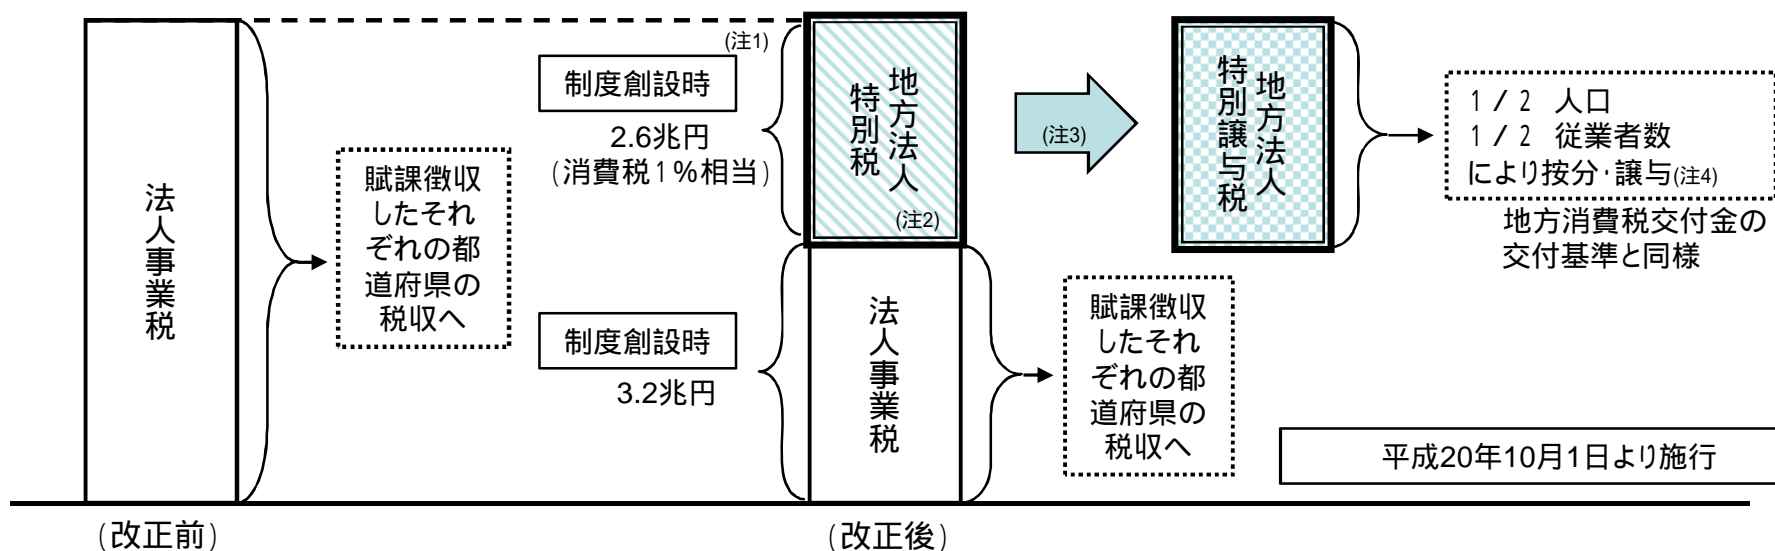 法人事業税
賦課徴収
したそれ
ぞれの都
道府県の
税収へ
(注1)
制度創設時
2.6兆円
(消費税1%相当)
制度創設時
3.2兆円
地方法人
特別税
(注2)
法人事業税
(注3)
地方法人
特別譲与税
1/2 人口
1/2 従業者数
により按分・譲与(注4)
地方消費税交付金の
交付基準と同様
賦課徴収
したそれ
ぞれの都
道府県の
税収へ
平成20年10月1日より施行
(改正前)
(改正後)